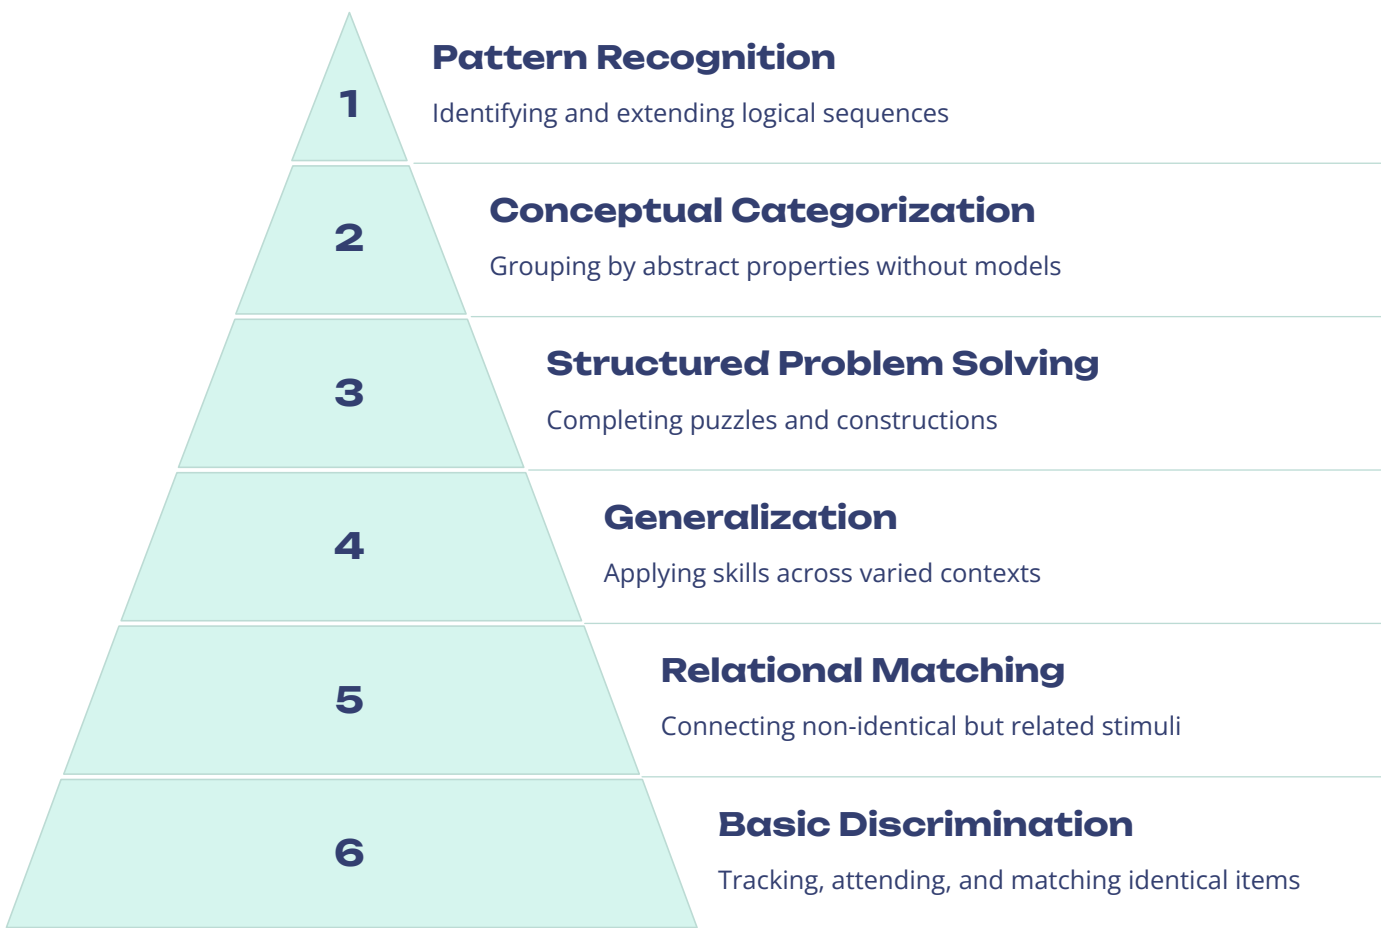 1
Pattern Recognition
Identifying and extending logical sequences
2
Conceptual Categorization
Grouping by abstract properties without models
3
Structured Problem Solving
Completing puzzles and constructions
4
Generalization
Applying skills across varied contexts
5
Relational Matching
Connecting non-identical but related stimuli
6
Basic Discrimination
Tracking, attending, and matching identical items